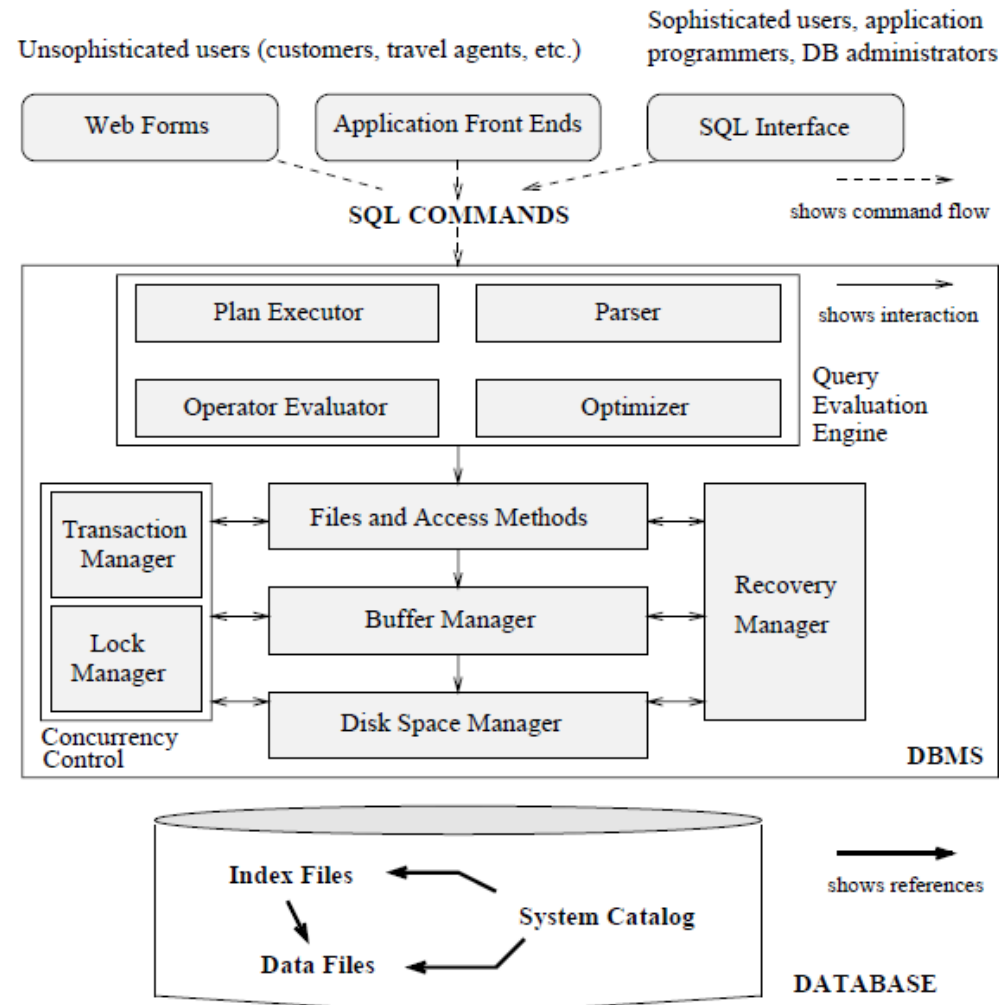 Unsophisticated users (customers, travel agents, etc.)
Sophisticated users, application
programmers, DB administrators
Web Forms
Application Front Ends
SQL Interface
SQL COMMANDS
shows command flow
Plan Executor
Parser
shows interaction
Operator Evaluator
Optimizer
Query
Evaluation
Engine
Files and Access Methods
Transaction
Manager
Buffer Manager
Recovery
Manager
Lock
Manager
Disk Space Manager
Concurrency
Control
DBMS
Index Files
shows references
System Catalog
Data Files
DATABASE